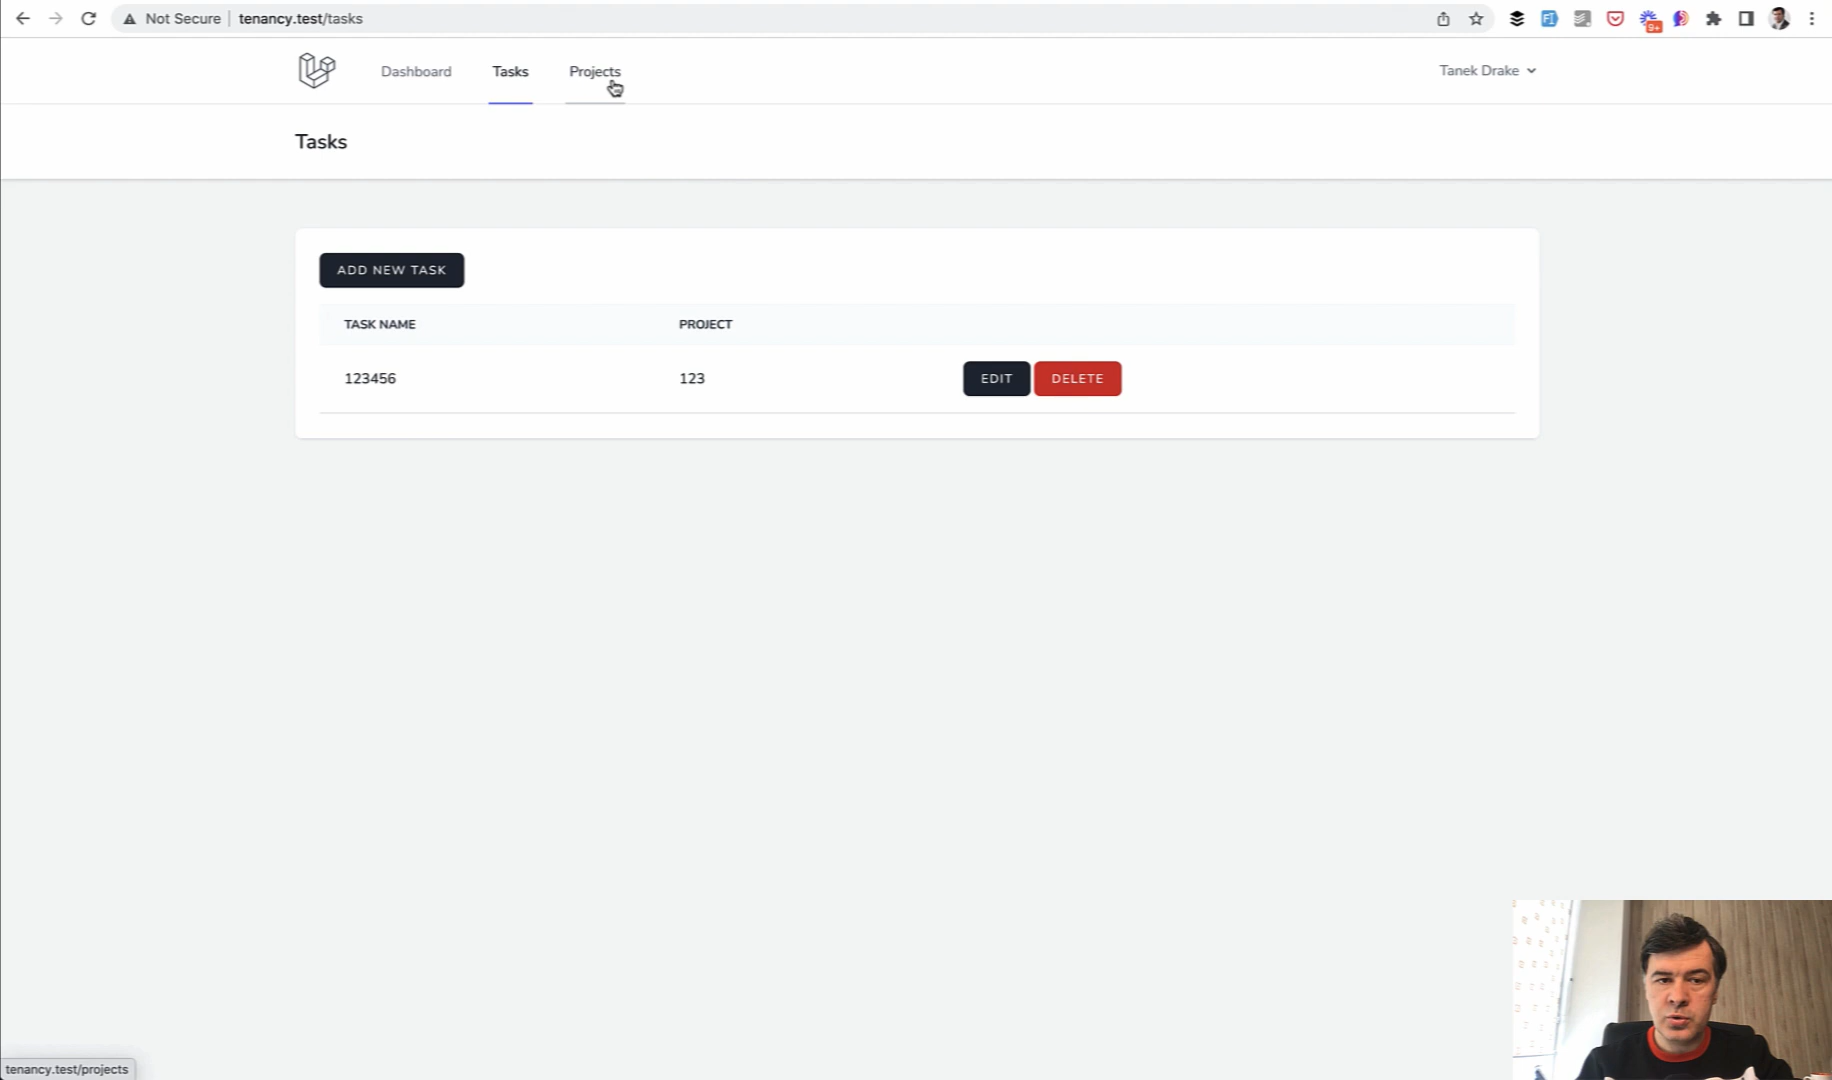 Not Secure tenancy.test/tasks
9+
Dashboard Tasks Projects Tanek Drake
Tasks
ADD NEW TASK
TASK NAME PROJECT
123456 123 EDIT DELETE
tenancy.test/projects